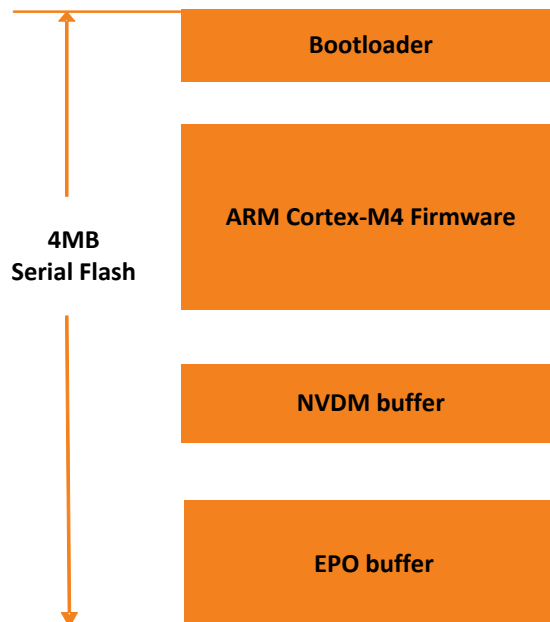 Bootloader
ARM Cortex-M4 Firmware
4MB
Serial Flash
NVDM buffer
EPO buffer